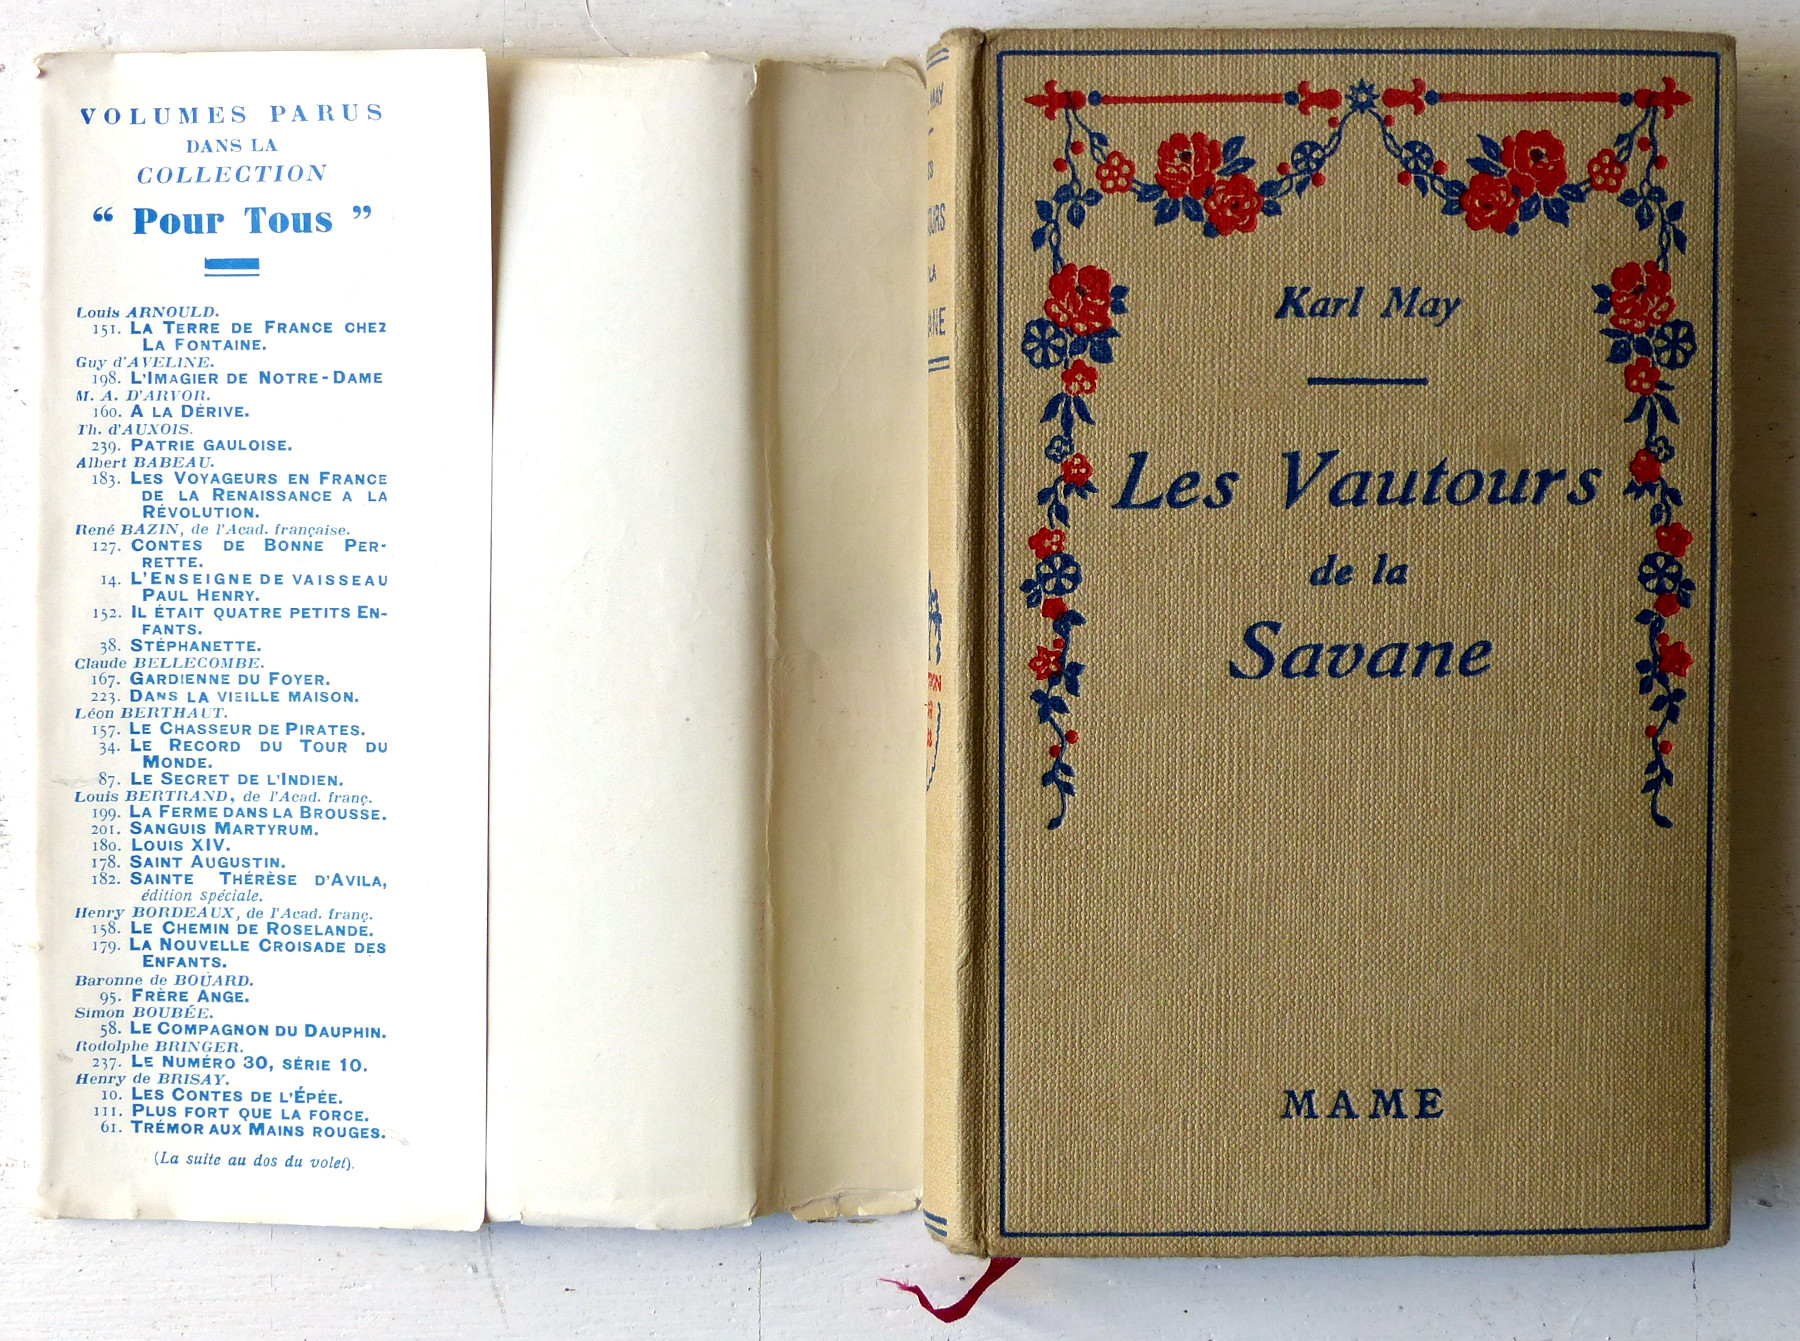 VOLUMES PARUS
DANS LA
COLLECTION
“ Pour Tous ”
Louis ARNOULD.
151. LA TERRE DE FRANCE CHEZ
LA FONTAINE.
Guy d'AVELINE.
198. L'IMAGIER DE NOTRE-DAME
M. A. D'ARVOR.
160. A LA DÉRIVE.
Th. d'AUXOIS.
239. PATRIE GAULOISE.
Albert BABEAU.
183. LES VOYAGEURS EN FRANCE
DE LA RENAISSANCE A LA
RÉVOLUTION.
René BAZIN, de l'Acad. française.
127. CONTES DE BONNE PER-
RETTE.
14. L'ENSEIGNE DE VAISSEAU
PAUL HENRY.
152. IL ÉTAIT QUATRE PETITS EN-
FANTS.
38. STÉPHANETTE.
Claude BELLECOMBE.
167. GARDIENNE DU FOYER.
223. DANS LA VIEILLE MAISON.
Léon BERTHAUT.
157. LE CHASSEUR DE PIRATES.
34. LE RECORD DU TOUR DU
MONDE.
87. LE SECRET DE L'INDIEN.
Louis BERTRAND, de l'Acad. franç.
199. LA FERME DANS LA BROUSSE.
201. SANGUIS MARTYRUM.
180. LOUIS XIV.
178. SAINT AUGUSTIN.
182. SAINTE THÉRÈSE D'AVILA,
édition spéciale.
Henry BORDEAUX, de l'Acad. franç.
158. LE CHEMIN DE ROSELANDE.
179. LA NOUVELLE CROISADE DES
ENFANTS.
Baronne de BOÜARD.
95. FRÈRE ANGE.
Simon BOUBÉE.
58. LE COMPAGNON DU DAUPHIN.
Rodolphe BRINGER.
237. LE NUMÉRO 30, SÉRIE 10.
Henry de BRISAY.
10. LES CONTES DE L'ÉPÉE.
111. PLUS FORT QUE LA FORCE.
61. TRÉMOR AUX MAINS ROUGES.
(La suite au dos du volet).
MAY
Karl May
Les Vautours
de la
Savane
MAME